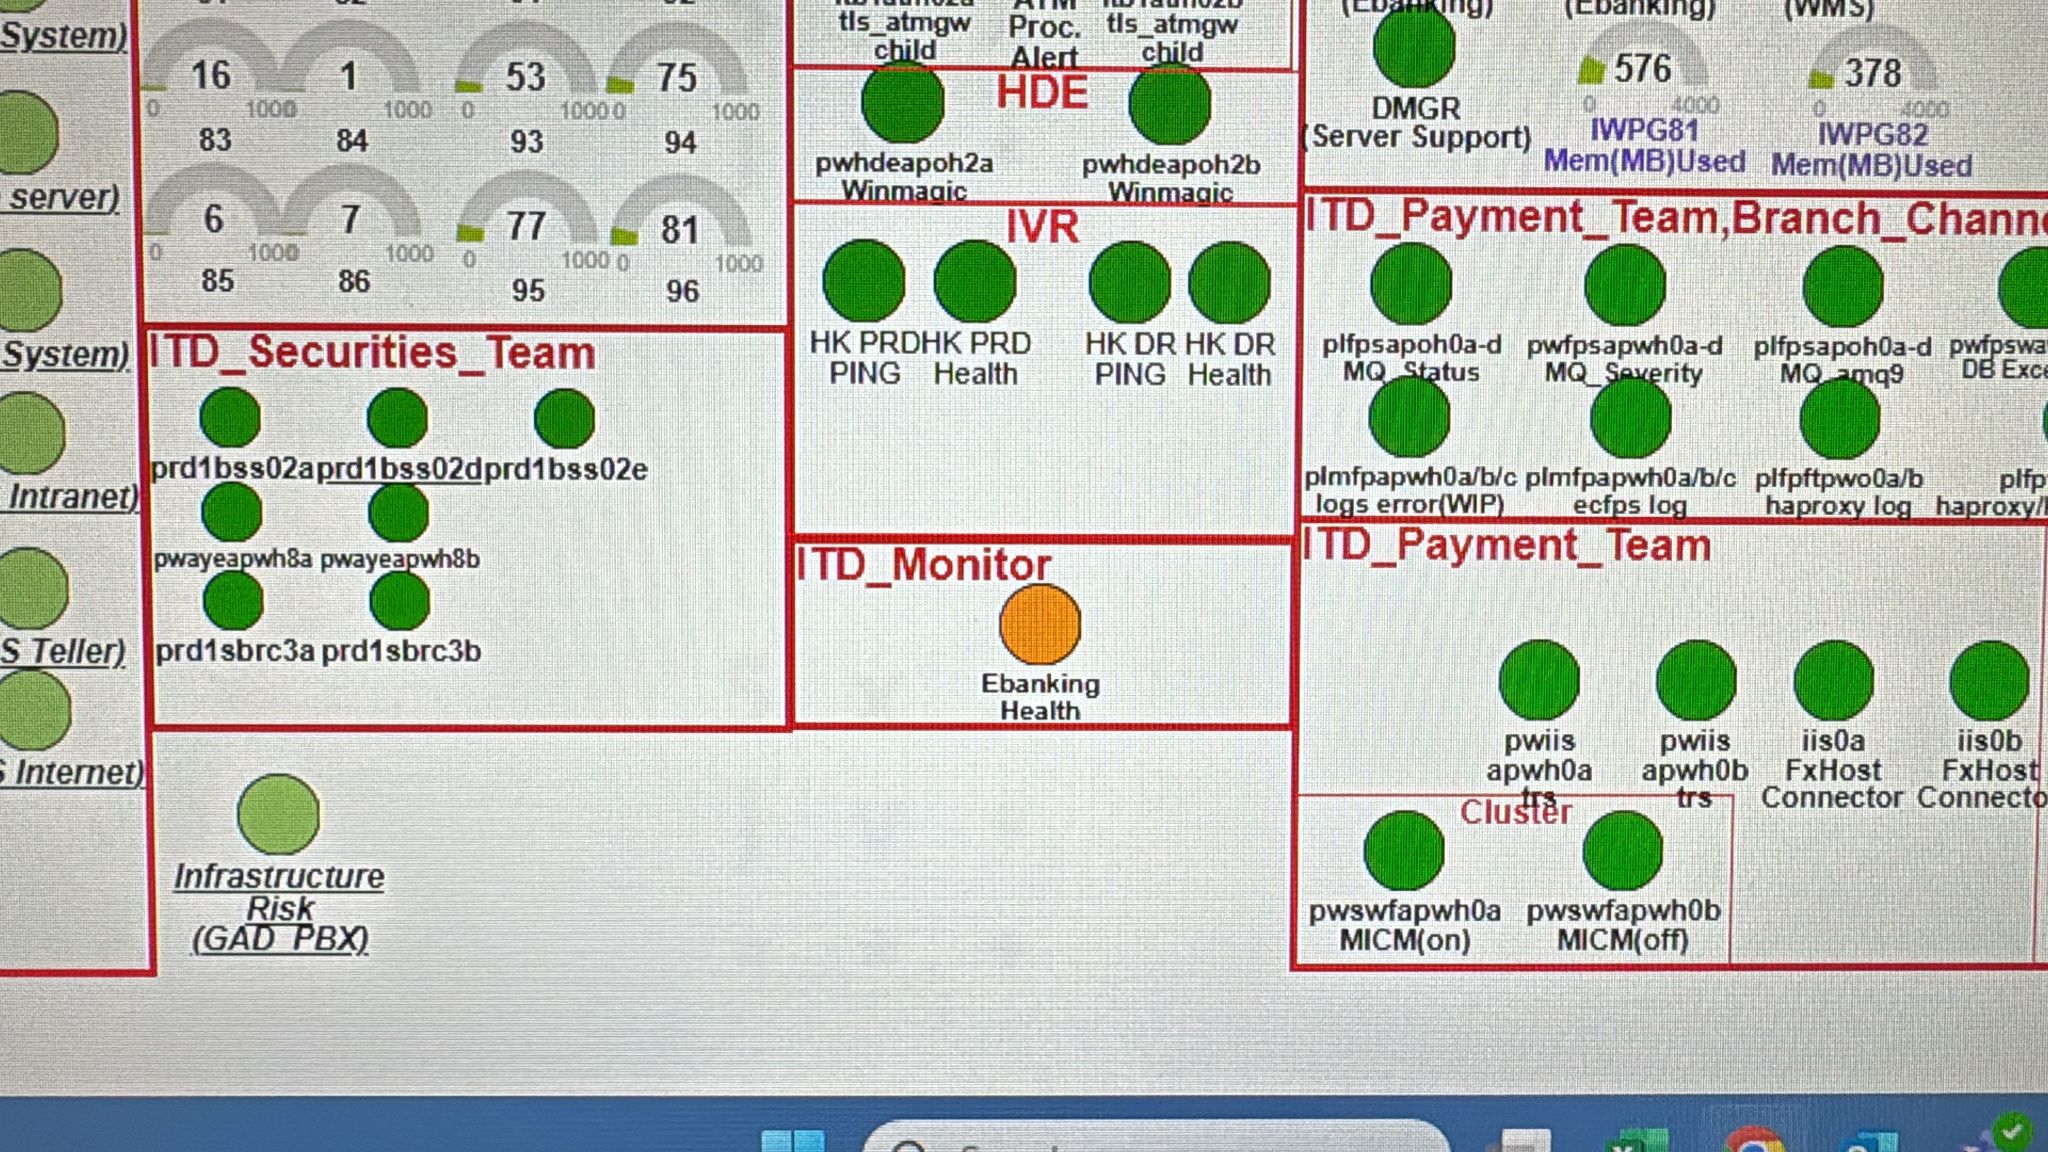 System)
server)
System)
Intranet)
S Teller)
Internet)
16
0
1000
83
1
1000
84
53
0
1000
93
75
0
1000
94
6
0
1000
85
7
1000
86
77
0
1000
95
81
0
1000
96
ITD_Securities_Team
prd1bss02a
prd1bss02d
prd1bss02e
pwayeapwh8a
pwayeapwh8b
prd1sbrc3a
prd1sbrc3b
Infrastructure
Risk
(GAD PBX)
tls_atmgw
child
Proc.
Alert
tls_atmgw
child
HDE
pwhdeapoh2a
Winmagic
pwhdeapoh2b
Winmagic
IVR
HK PRD
PING
HK PRD
Health
HK DR
PING
HK DR
Health
ITD_Monitor
Ebanking
Health
(Ebanking)
(Ebanking)
(WMS)
DMGR
(Server Support)
576
0
4000
IWPG81
Mem(MB)Used
378
0
4000
IWPG82
Mem(MB)Used
ITD_Payment_Team,Branch_Chann
plfpsapoh0a-d
MQ_Status
pwfpsapwh0a-d
MQ_Severity
plfpsapoh0a-d
MQ_amq9
pwfpswa
DB Exc
plmfpapwh0a/b/c
logs error(WIP)
plmfpapwh0a/b/c
ecfps log
plfpftpwo0a/b
haproxy log
plfp
haproxy/
ITD_Payment_Team
pwiis
apwh0a
trs
pwiis
apwh0b
trs
iis0a
FxHost
Connector
iis0b
FxHost
Connecto
Cluster
pwswfapwh0a
MICM(on)
pwswfapwh0b
MICM(off)